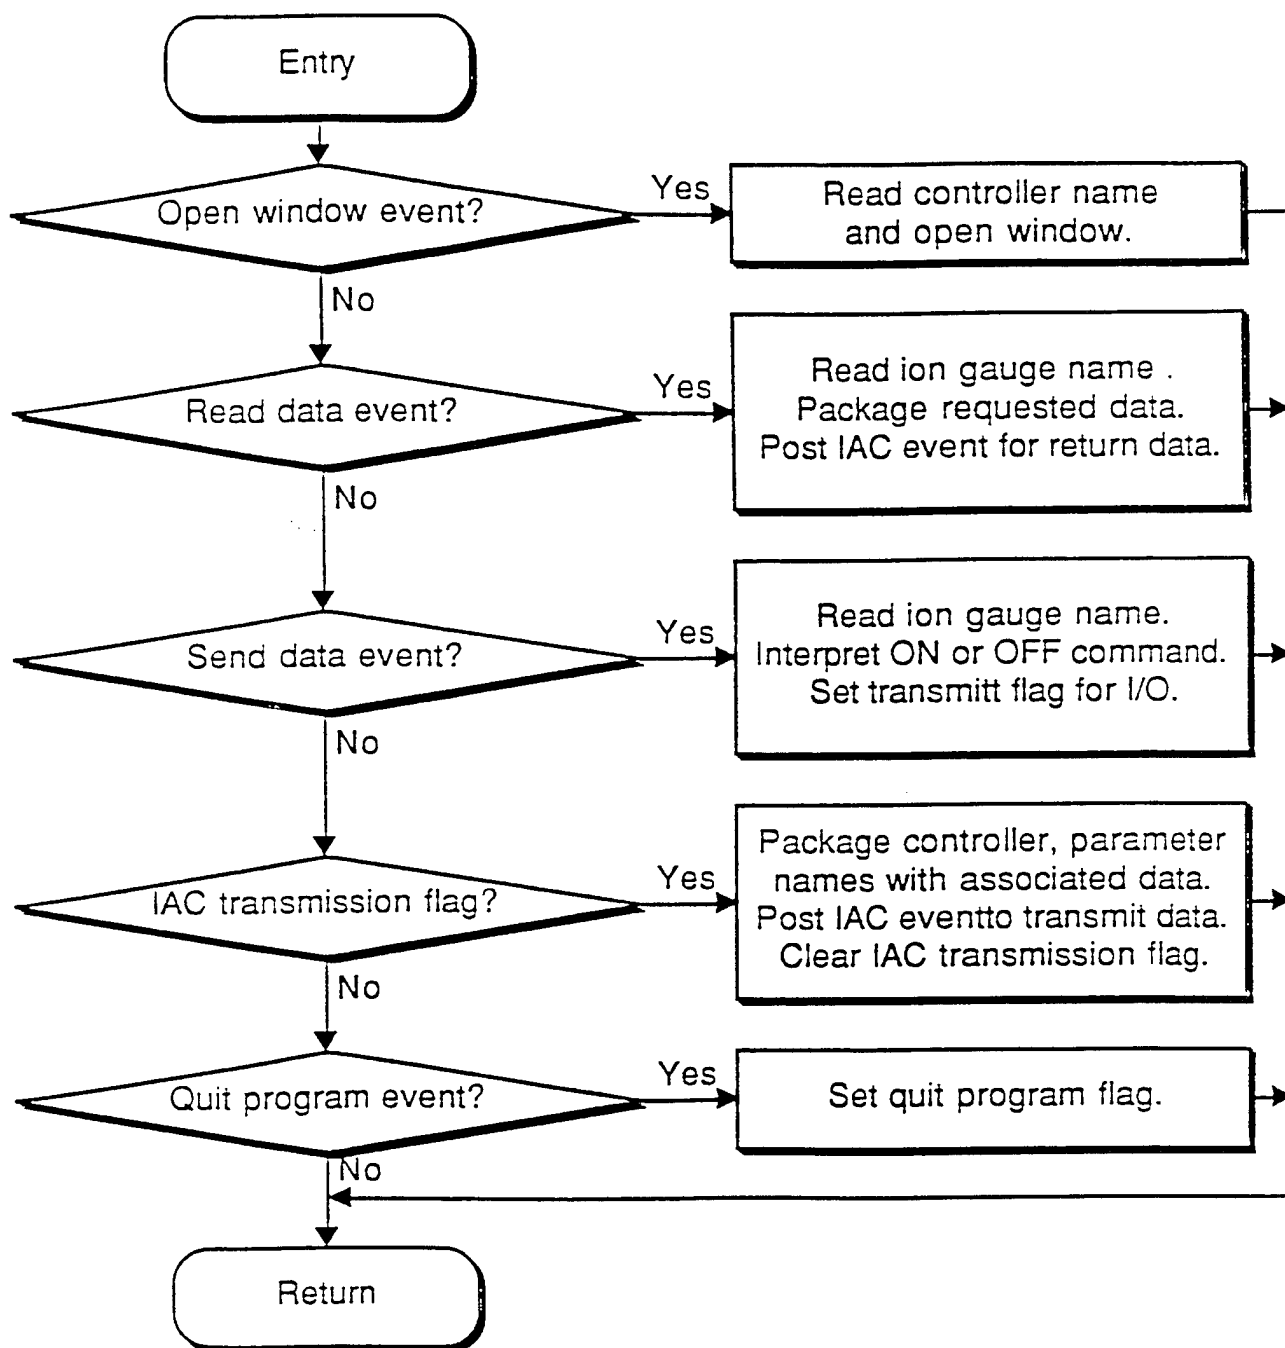 Entry
Open window event?
Yes
Read controller name
and open window.
No
Read data event?
Yes
Read ion gauge name .
Package requested data.
Post IAC event for return data.
No
Send data event?
Yes
Read ion gauge name.
Interpret ON or OFF command.
Set transmitt flag for I/O.
No
IAC transmission flag?
Yes
Package controller, parameter
names with associated data.
Post IAC eventto transmit data.
Clear IAC transmission flag.
No
Quit program event?
Yes
Set quit program flag.
No
Return